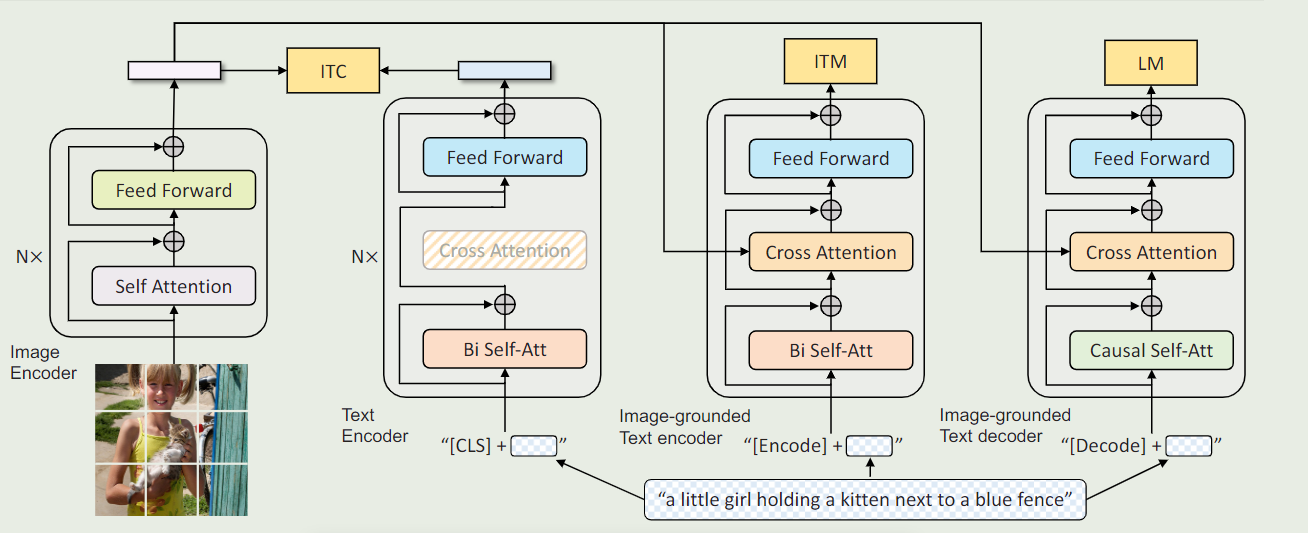 ITC
ITM
LM
Feed Forward
Self Attention
N×
Image
Encoder
Feed Forward
Cross Attention
Bi Self-Att
N×
Text
Encoder
“[CLS] + ”
Feed Forward
Cross Attention
Bi Self-Att
Image-grounded
Text encoder
“[Encode] + ”
Feed Forward
Cross Attention
Causal Self-Att
Image-grounded
Text decoder
“[Decode] + ”
“a little girl holding a kitten next to a blue fence”